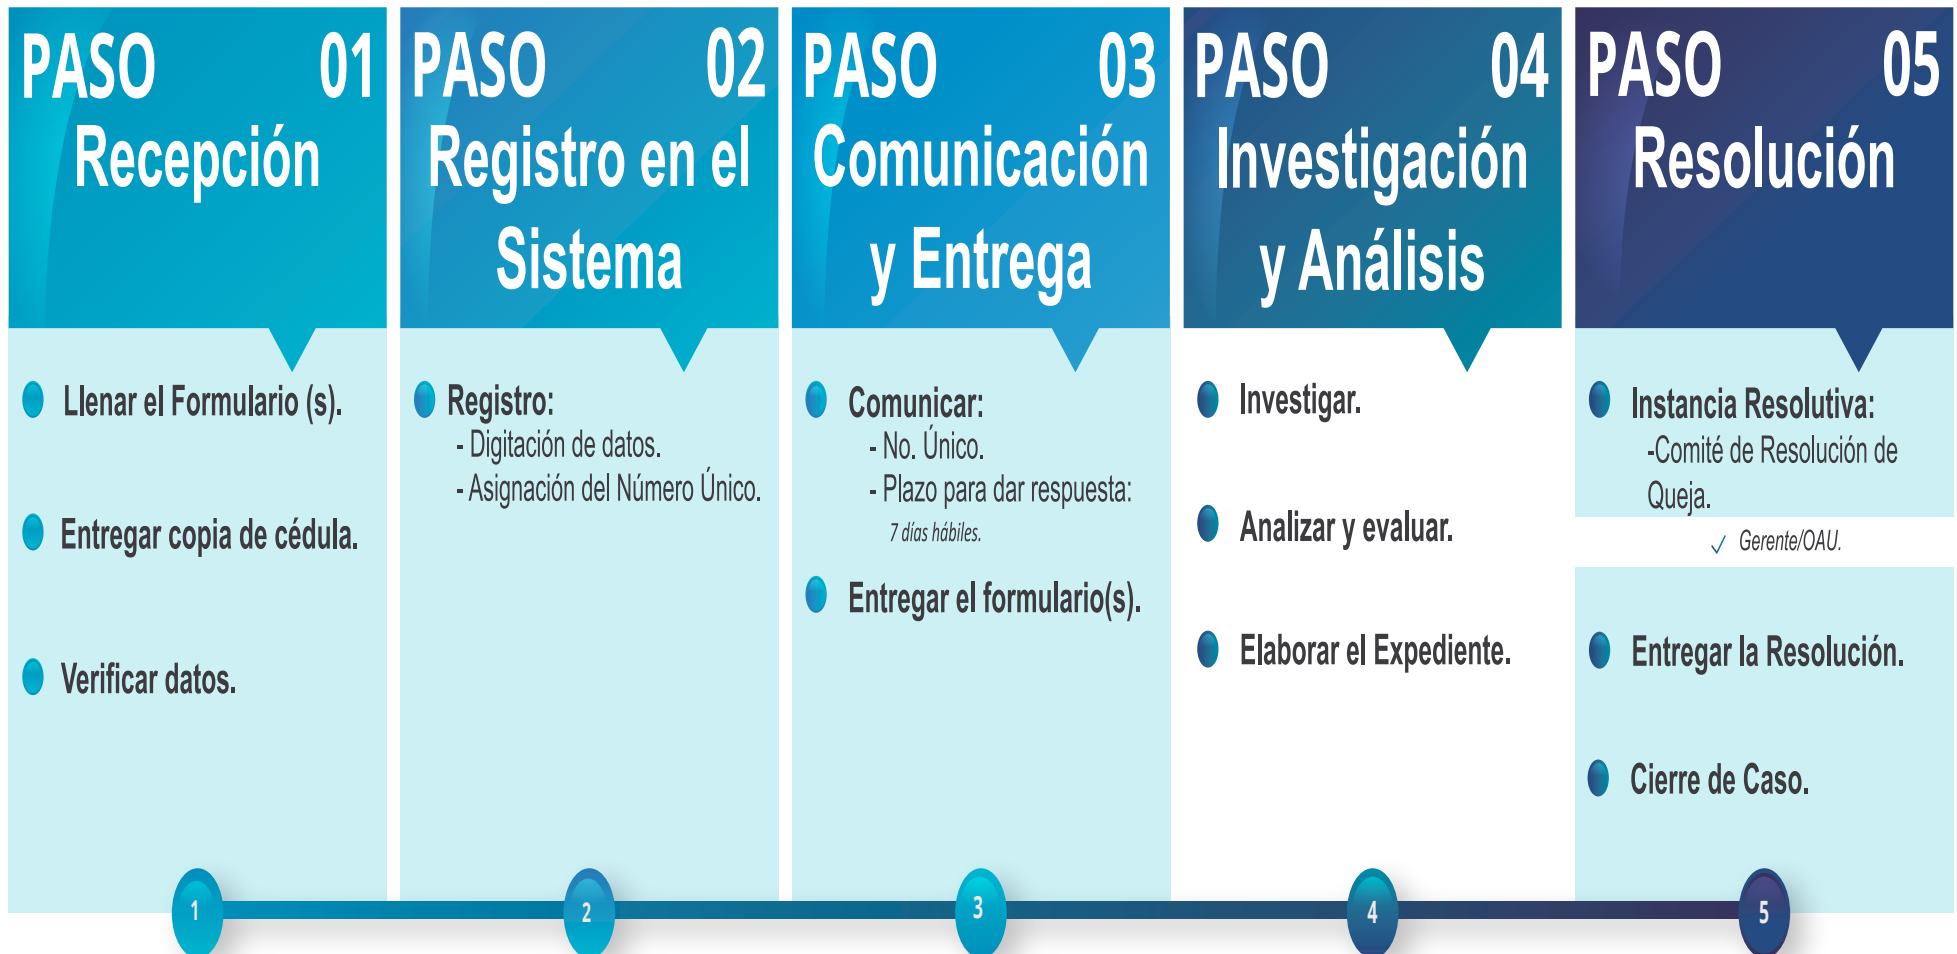 PASO 01
Recepción
Llenar el Formulario (s).
Entregar copia de cédula.
Verificar datos.
PASO 02
Registro en el
Sistema
Registro:
- Digitación de datos.
- Asignación del Número Único.
PASO 03
Comunicación
y Entrega
Comunicar:
- No. Único.
- Plazo para dar respuesta:
7 días hábiles.
Entregar el formulario(s).
PASO 04
Investigación
y Análisis
Investigar.
Analizar y evaluar.
Elaborar el Expediente.
PASO 05
Resolución
Instancia Resolutiva:
-Comité de Resolución de
Queja.
✓ Gerente/OAU.
Entregar la Resolución.
Cierre de Caso.
1
2
3
4
5